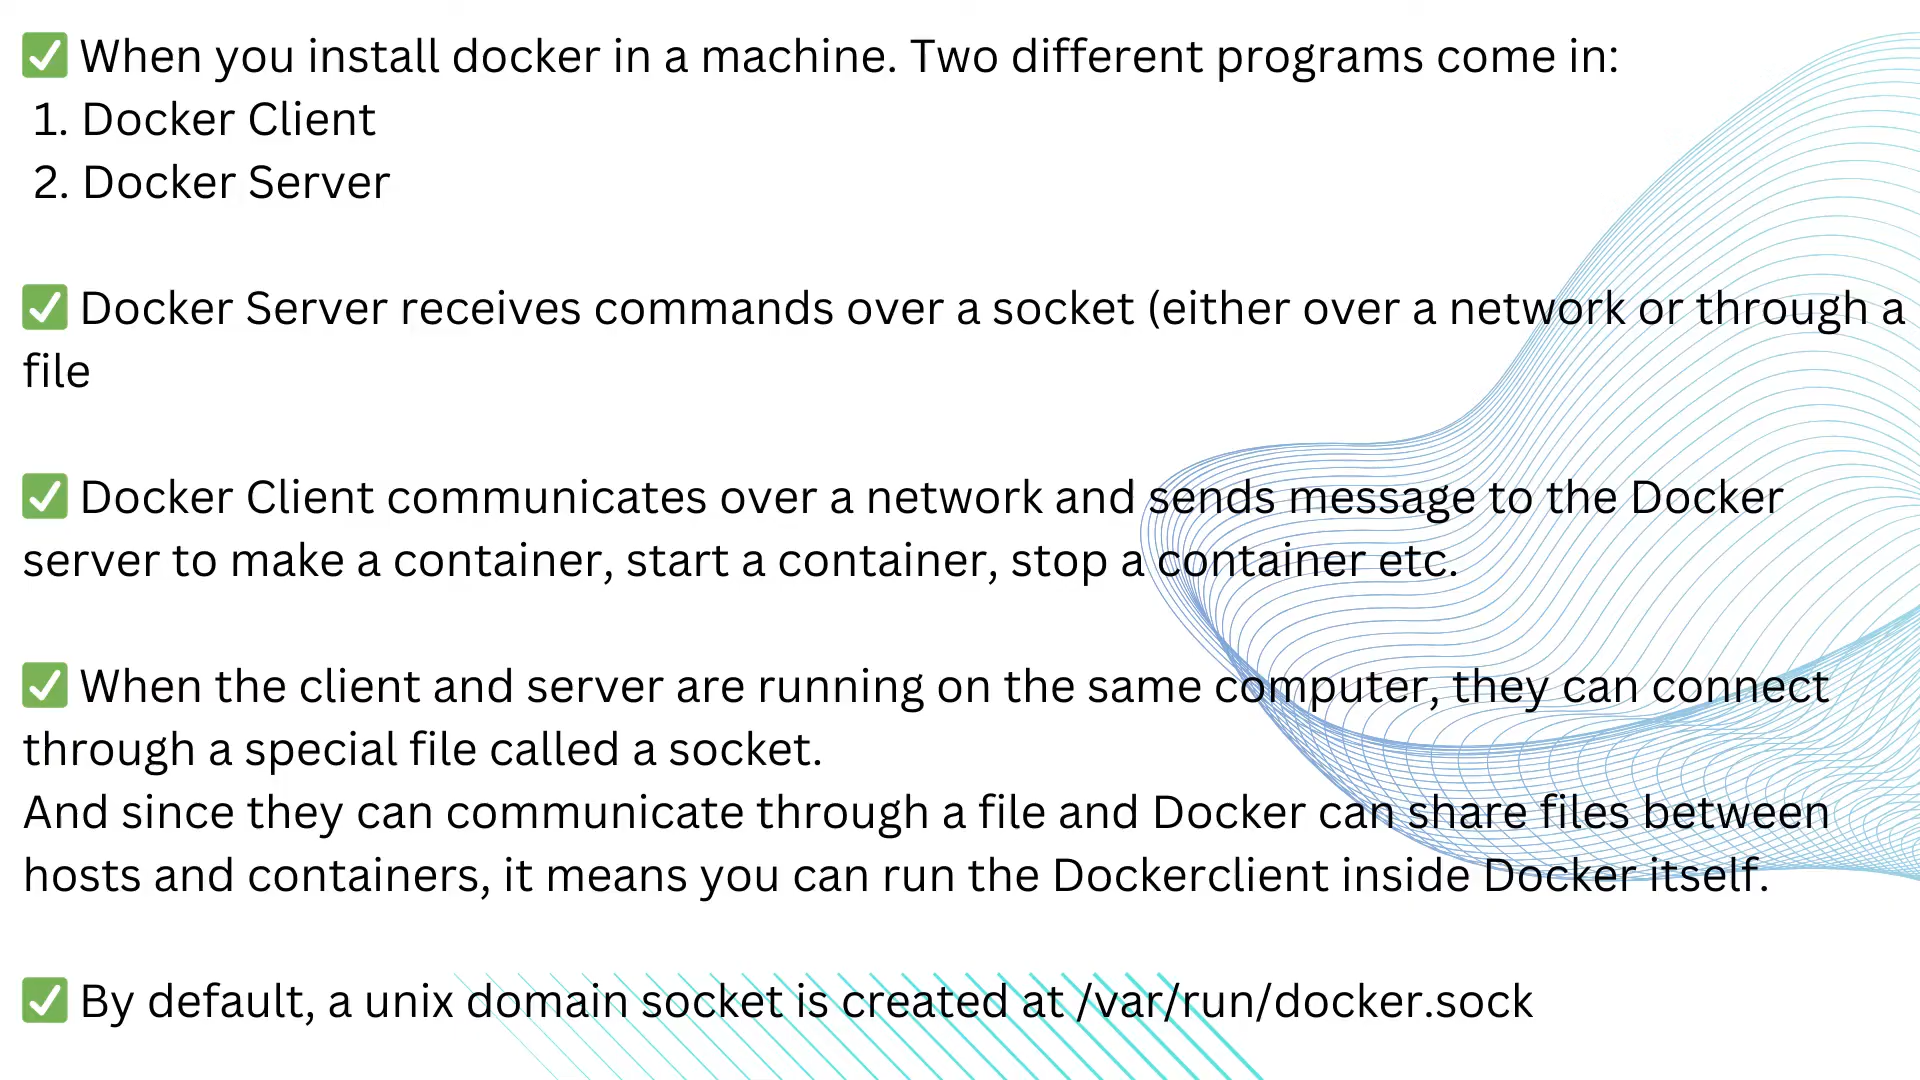 ✅ When you install docker in a machine. Two different programs come in:
1. Docker Client
2. Docker Server
✅ Docker Server receives commands over a socket (either over a network or through a
file
✅ Docker Client communicates over a network and sends message to the Docker
server to make a container, start a container, stop a container etc.
✅ When the client and server are running on the same computer, they can connect
through a special file called a socket.
And since they can communicate through a file and Docker can share files between
hosts and containers, it means you can run the Dockerclient inside Docker itself.
✅ By default, a unix domain socket is created at /var/run/docker.sock